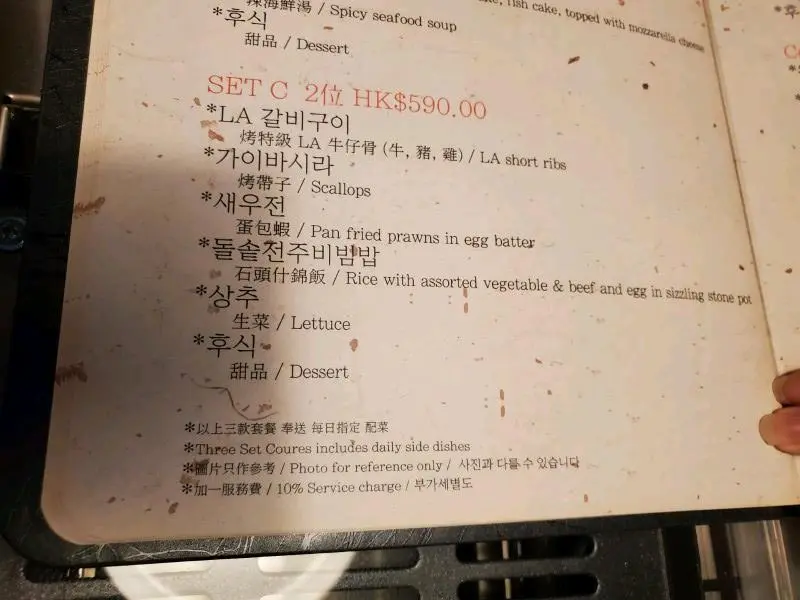 辣海鮮湯 / Spicy seafood soup
fish cake, topped with mozzarella cheese
*후식
甜品 / Dessert
SET C 2位 HK$590.00
*LA 갈비구이
烤特級 LA 牛仔骨 (牛, 豬, 雞) / LA short ribs
*가이바시라
烤帶子 / Scallops
*새우전
蛋包蝦 / Pan fried prawns in egg batter
*돌솥전주비빔밥
石頭什錦飯 / Rice with assorted vegetable & beef and egg in sizzling stone pot
*상추
生菜 / Lettuce
*후식
甜品 / Dessert
*以上三款套餐 奉送 每日指定 配菜
*Three Set Coures includes daily side dishes
*圖片只作參考 / Photo for reference only / 사진과 다를 수 있습니다
*加一服務費 / 10% Service charge / 부가세별도